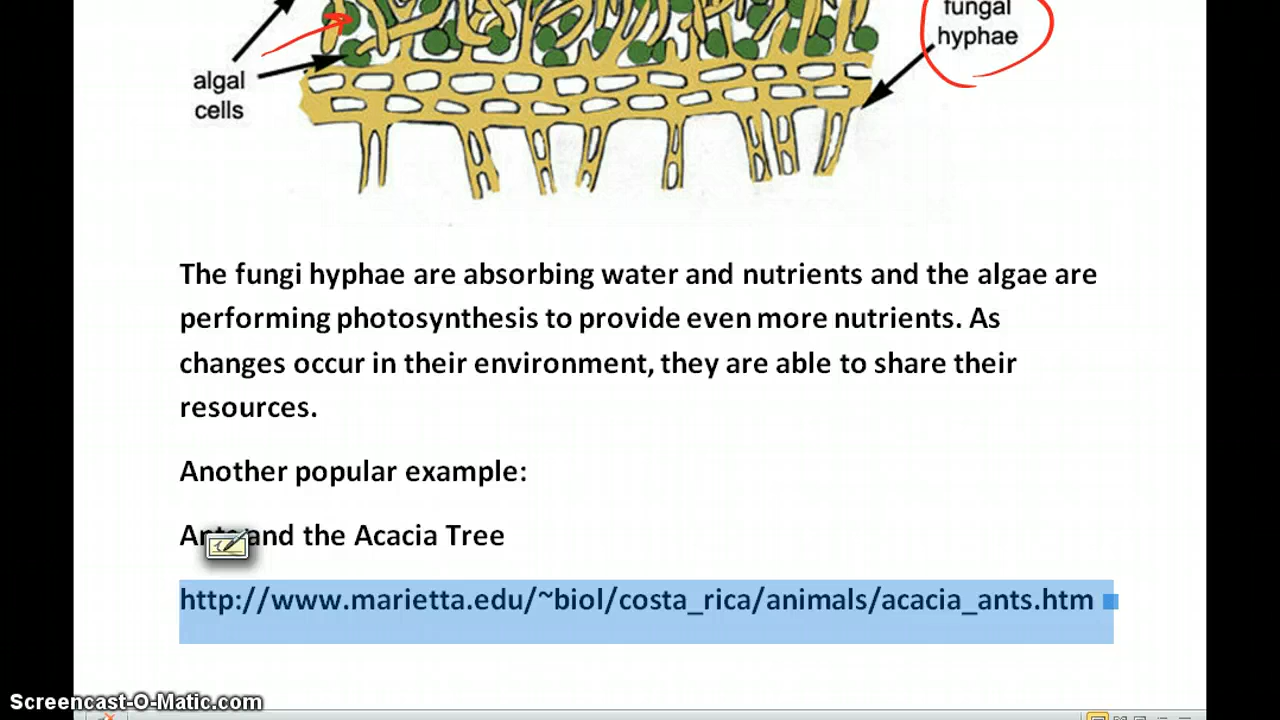 fungal
hyphae
algal
cells
The fungi hyphae are absorbing water and nutrients and the algae are
performing photosynthesis to provide even more nutrients. As
changes occur in their environment, they are able to share their
resources.
Another popular example:
Ants and the Acacia Tree
http://www.marietta.edu/~biol/costa_rica/animals/acacia_ants.htm
Screencast-O-Matic.com